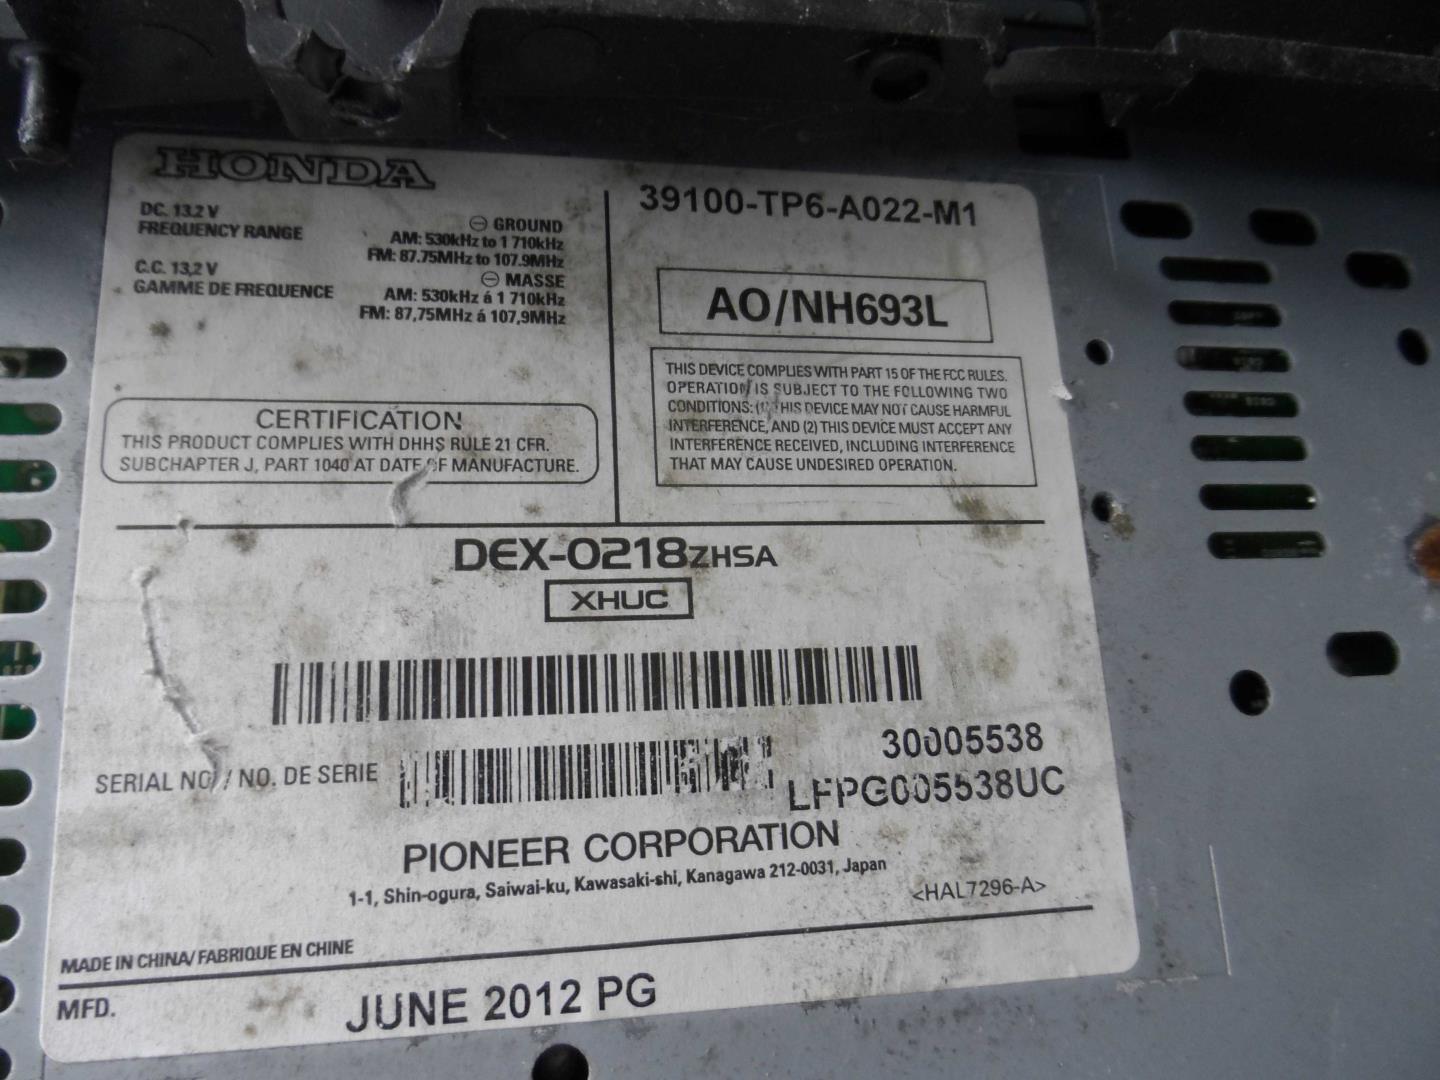 HONDA
DC. 13.2 V
FREQUENCY RANGE
⊖ GROUND
AM: 530kHz to 1 710kHz
FM: 87.75MHz to 107.9MHz
C.C. 13,2 V
GAMME DE FREQUENCE
⊖ MASSE
AM: 530kHz á 1 710kHz
FM: 87,75MHz á 107,9MHz
39100-TP6-A022-M1
AO/NH693L
CERTIFICATION
THIS PRODUCT COMPLIES WITH DHHS RULE 21 CFR.
SUBCHAPTER J, PART 1040 AT DATE OF MANUFACTURE.
THIS DEVICE COMPLIES WITH PART 15 OF THE FCC RULES.
OPERATION IS SUBJECT TO THE FOLLOWING TWO
CONDITIONS: (1) THIS DEVICE MAY NOT CAUSE HARMFUL
INTERFERENCE, AND (2) THIS DEVICE MUST ACCEPT ANY
INTERFERENCE RECEIVED, INCLUDING INTERFERENCE
THAT MAY CAUSE UNDESIRED OPERATION.
DEX-0218ZHSA
XHUC
30005538
SERIAL NO / NO. DE SERIE
LFPG005538UC
PIONEER CORPORATION
1-1, Shin-ogura, Saiwai-ku, Kawasaki-shi, Kanagawa 212-0031, Japan
<HAL7296-A>
MADE IN CHINA/FABRIQUE EN CHINE
MFD.
JUNE 2012 PG